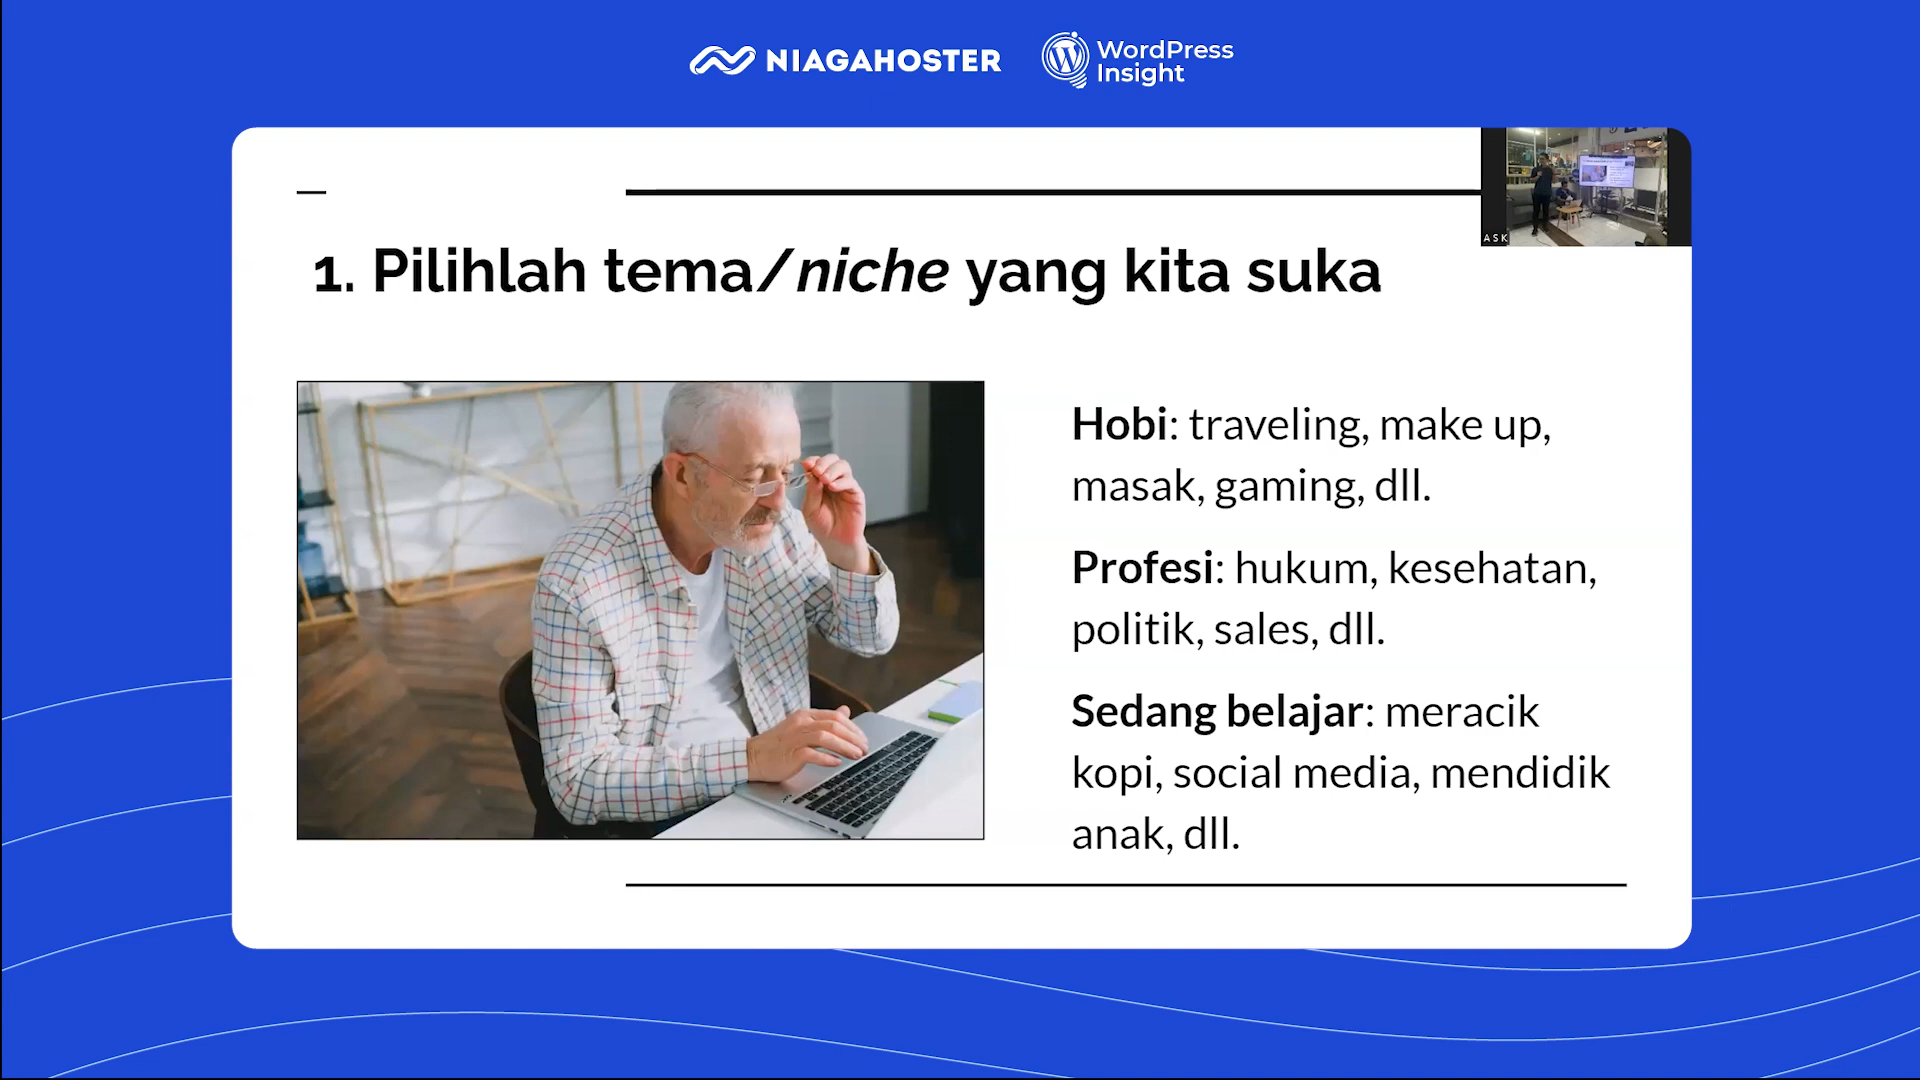 NIAGAHOSTER
WordPress
Insight
ASK
1. Pilihlah tema/niche yang kita suka
Hobi: traveling, make up,
masak, gaming, dll.
Profesi: hukum, kesehatan,
politik, sales, dll.
Sedang belajar: meracik
kopi, social media, mendidik
anak, dll.